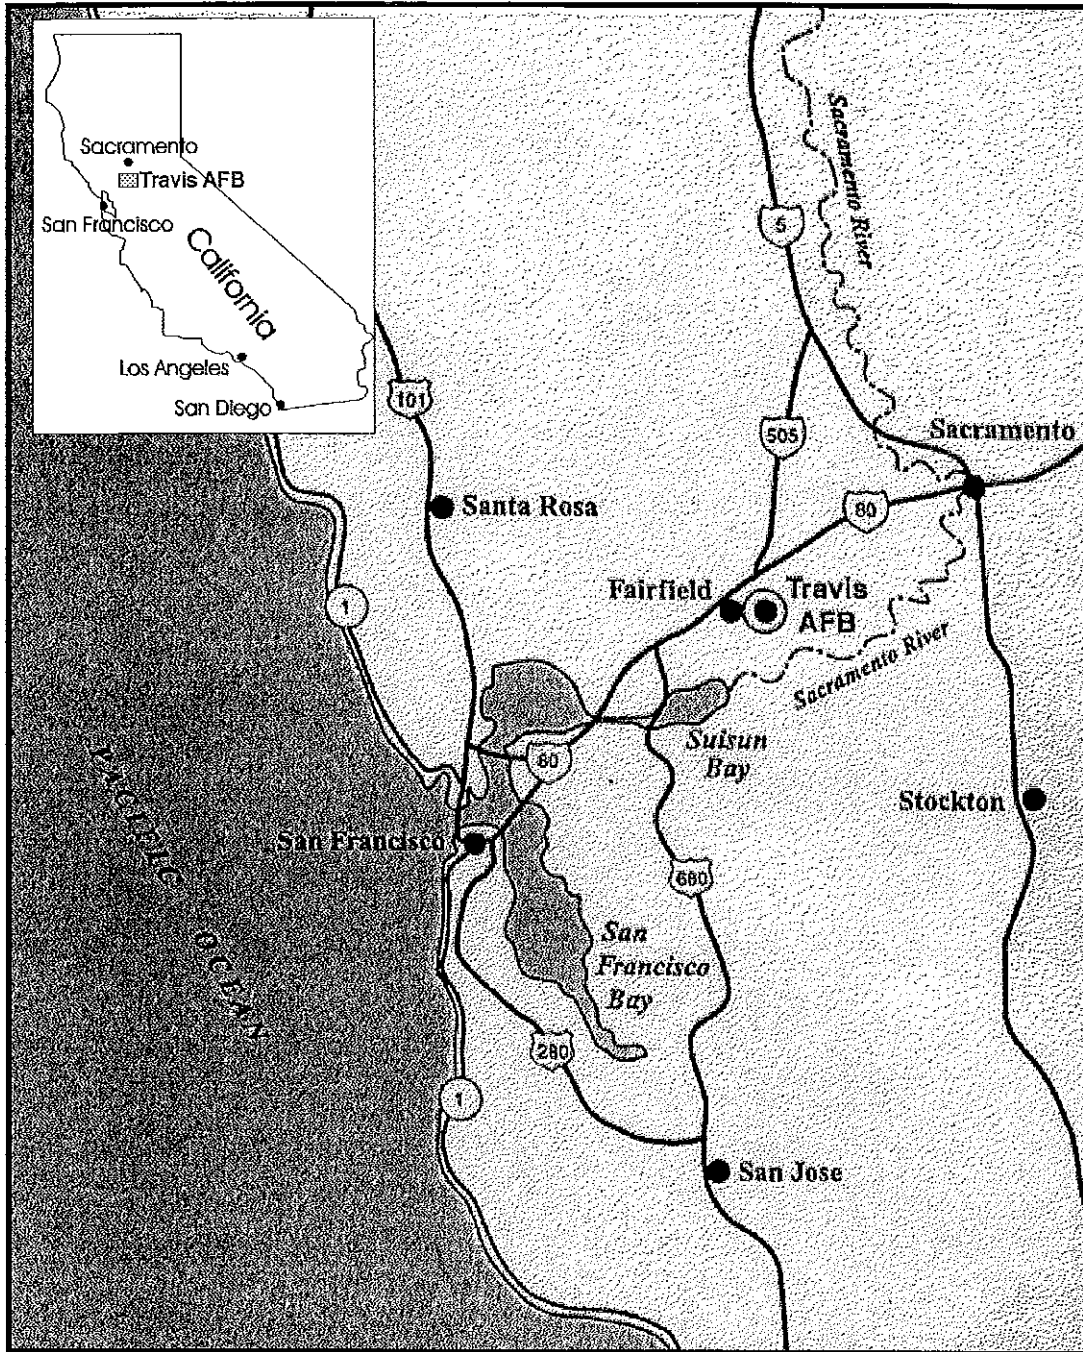 Sacramento
Travis AFB
San Francisco
California
Los Angeles
San Diego
Sacramento River
5
101
505
Sacramento
80
Santa Rosa
1
Fairfield
Travis
AFB
Sacramento River
Suisun
Bay
80
Stockton
San Francisco
680
PACIFIC OCEAN
San
Francisco
Bay
280
1
San Jose